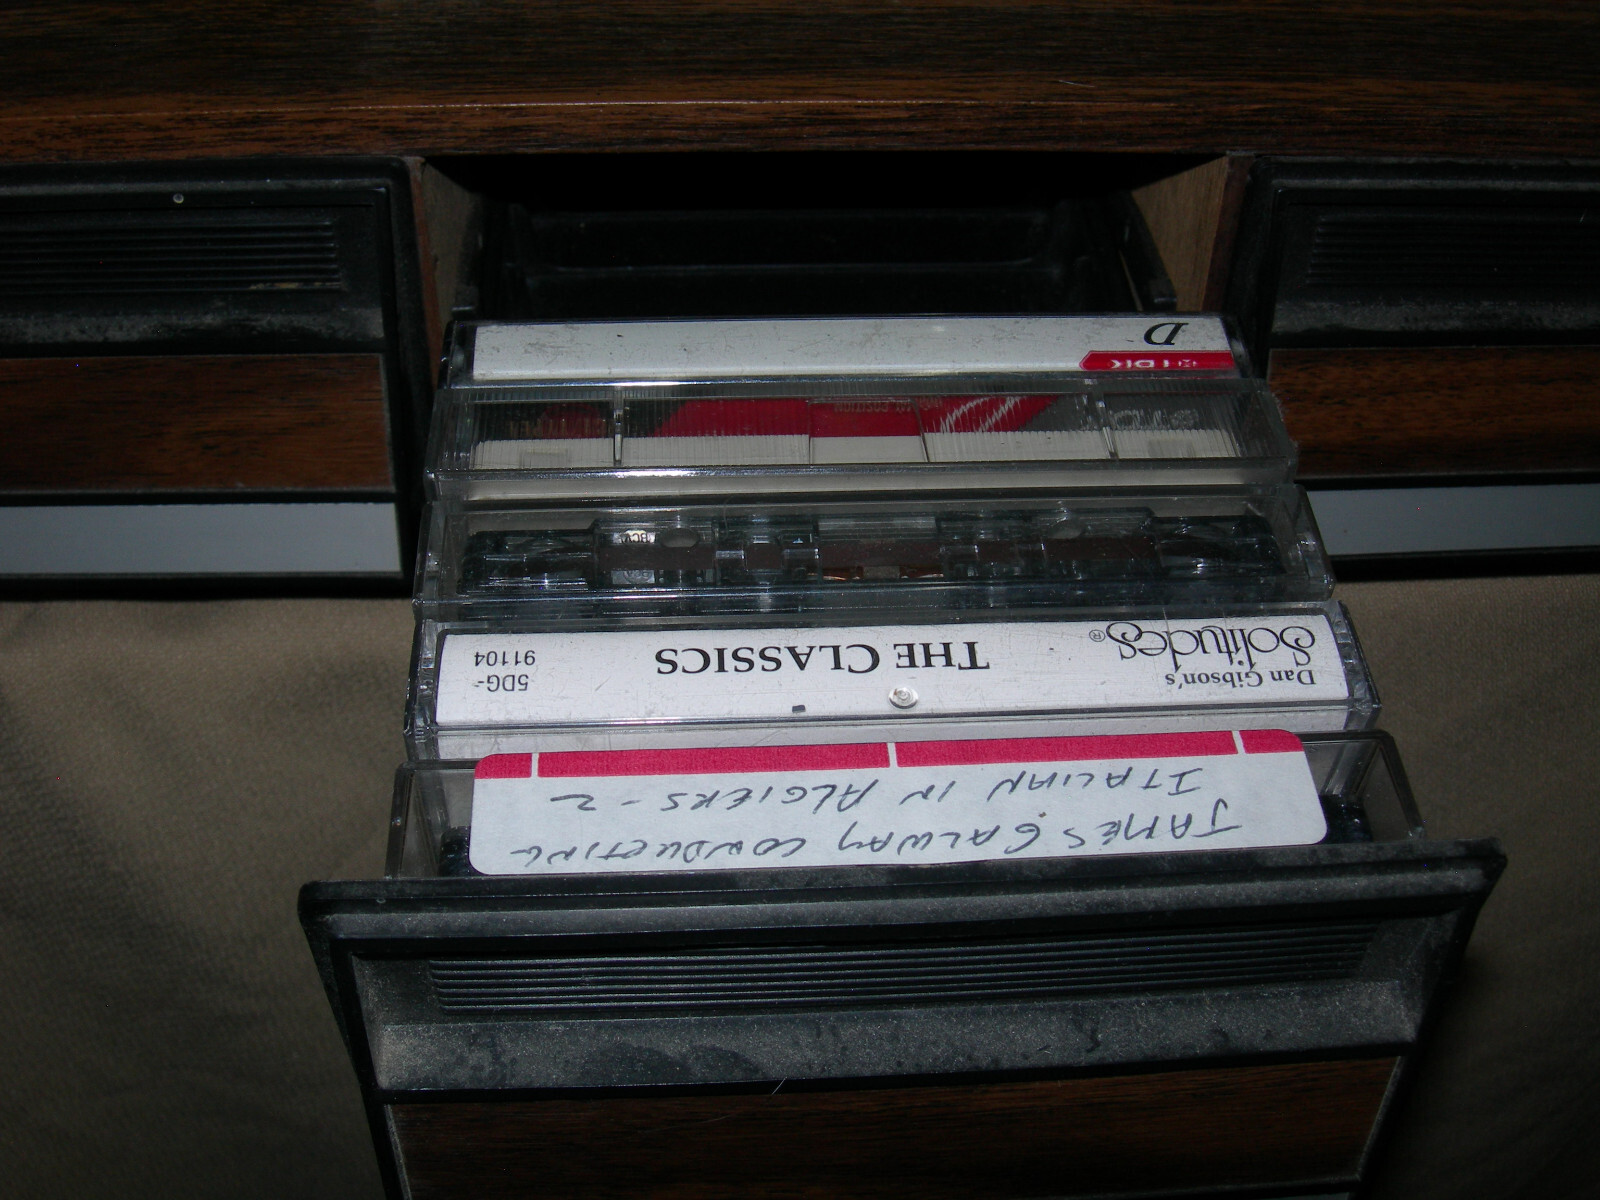 JAMES GALWAY CONDUCTING
ITALIAN IN ALGIERS - 2
Dan Gibson's
Solitudes®
THE CLASSICS
5DG-
91104
TDK
D